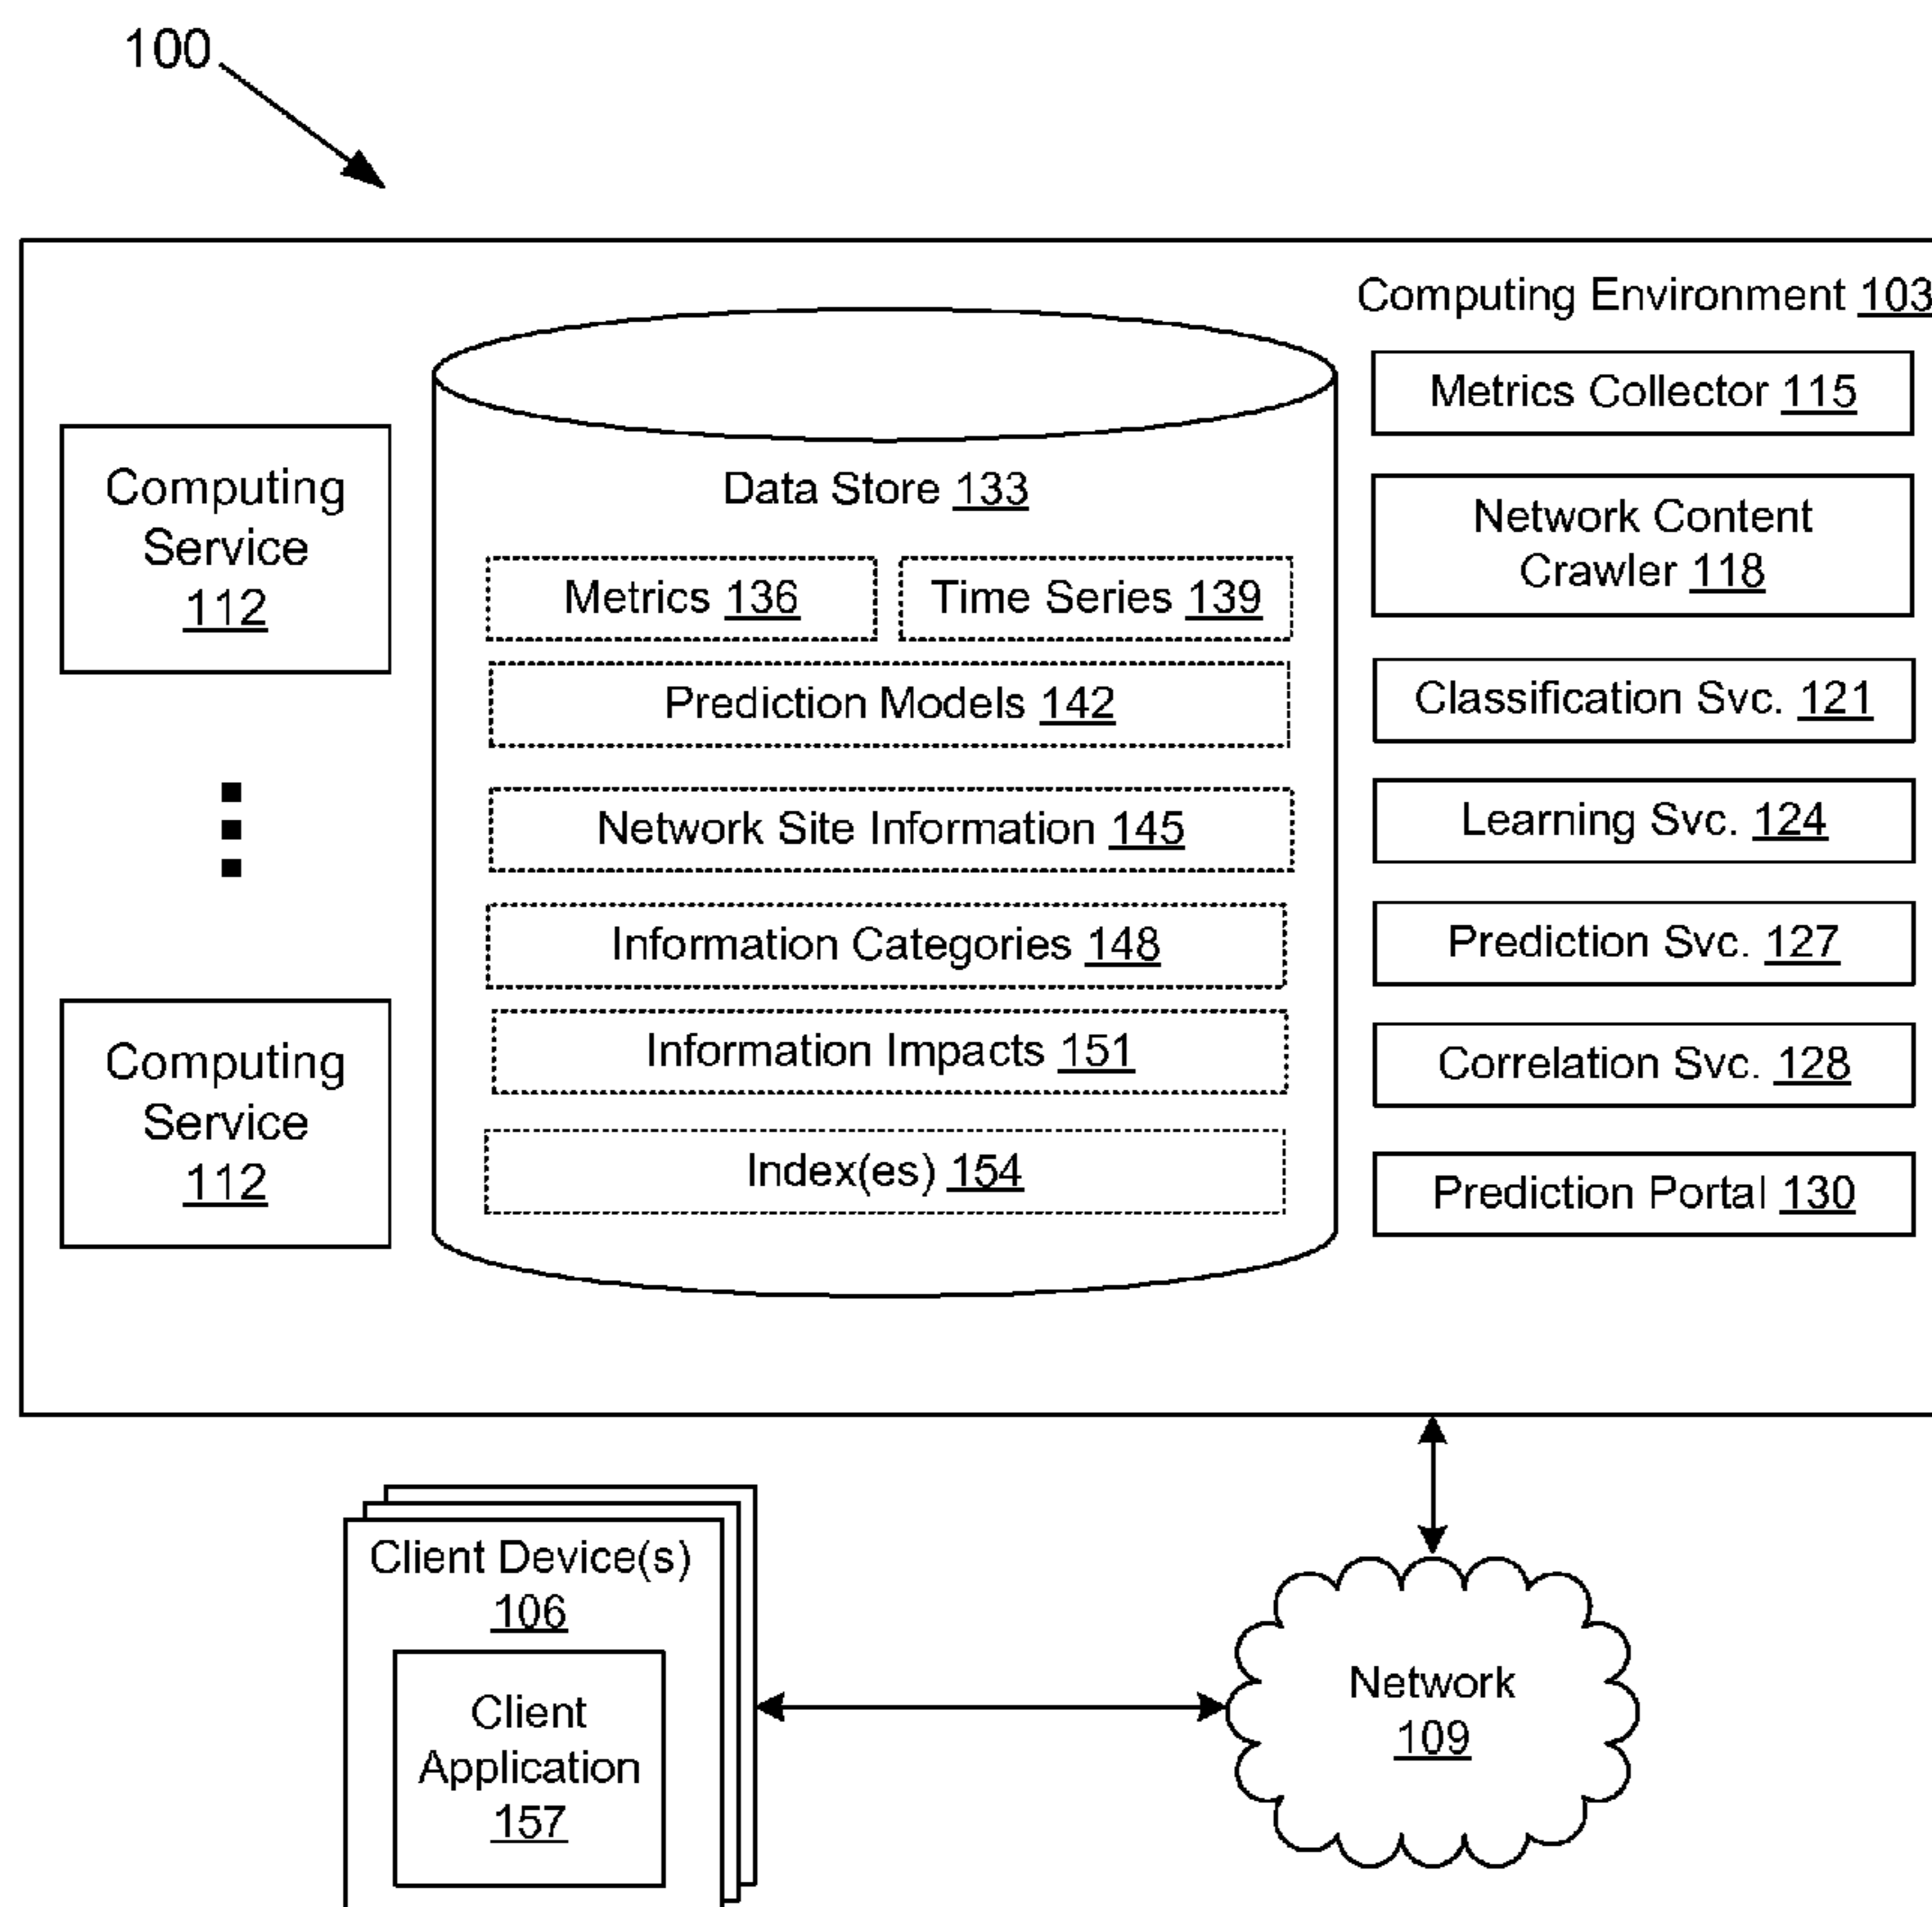 100
Computing Environment 103
Computing
Service
112
Computing
Service
112
Data Store 133
Metrics 136
Time Series 139
Prediction Models 142
Network Site Information 145
Information Categories 148
Information Impacts 151
Index(es) 154
Metrics Collector 115
Network Content
Crawler 118
Classification Svc. 121
Learning Svc. 124
Prediction Svc. 127
Correlation Svc. 128
Prediction Portal 130
Client Device(s)
106
Client
Application
157
Network
109